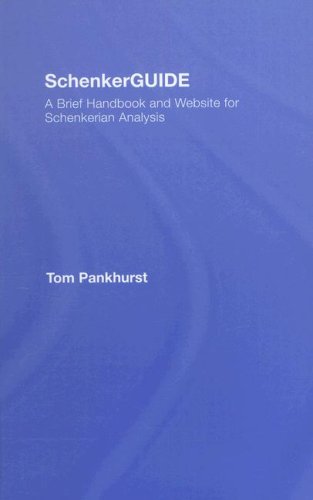 SchenkerGUIDE
A Brief Handbook and Website for
Schenkerian Analysis
Tom Pankhurst